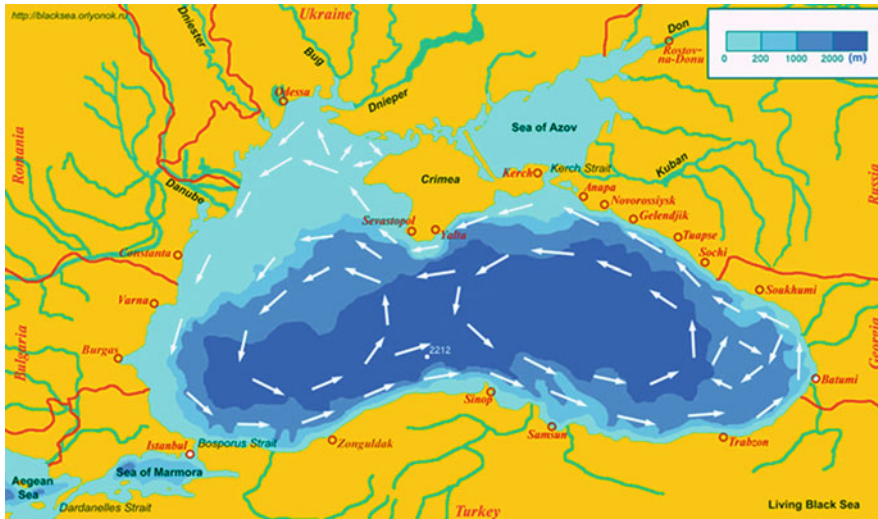 http://blacksea.orlyonok.ru
Ukraine
Dniester
Bug
Dnieper
Don
Rostov-
na-Donu
0 200 1000 2000 (m)
Odessa
Sea of Azov
Romania
Danube
Crimea
Kerch
Kerch Strait
Kuban
Russia
Anapa
Novorossiysk
Gelendjik
Tuapse
Sochi
Sevastopol
Yalta
Constanta
Varna
Soukhumi
Bulgaria
Burgas
2212
Georgia
Batumi
Sinop
Samsun
Trabzon
Istanbul
Bosporus Strait
Zonguldak
Sea of Marmora
Aegean
Sea
Dardanelles Strait
Turkey
Living Black Sea